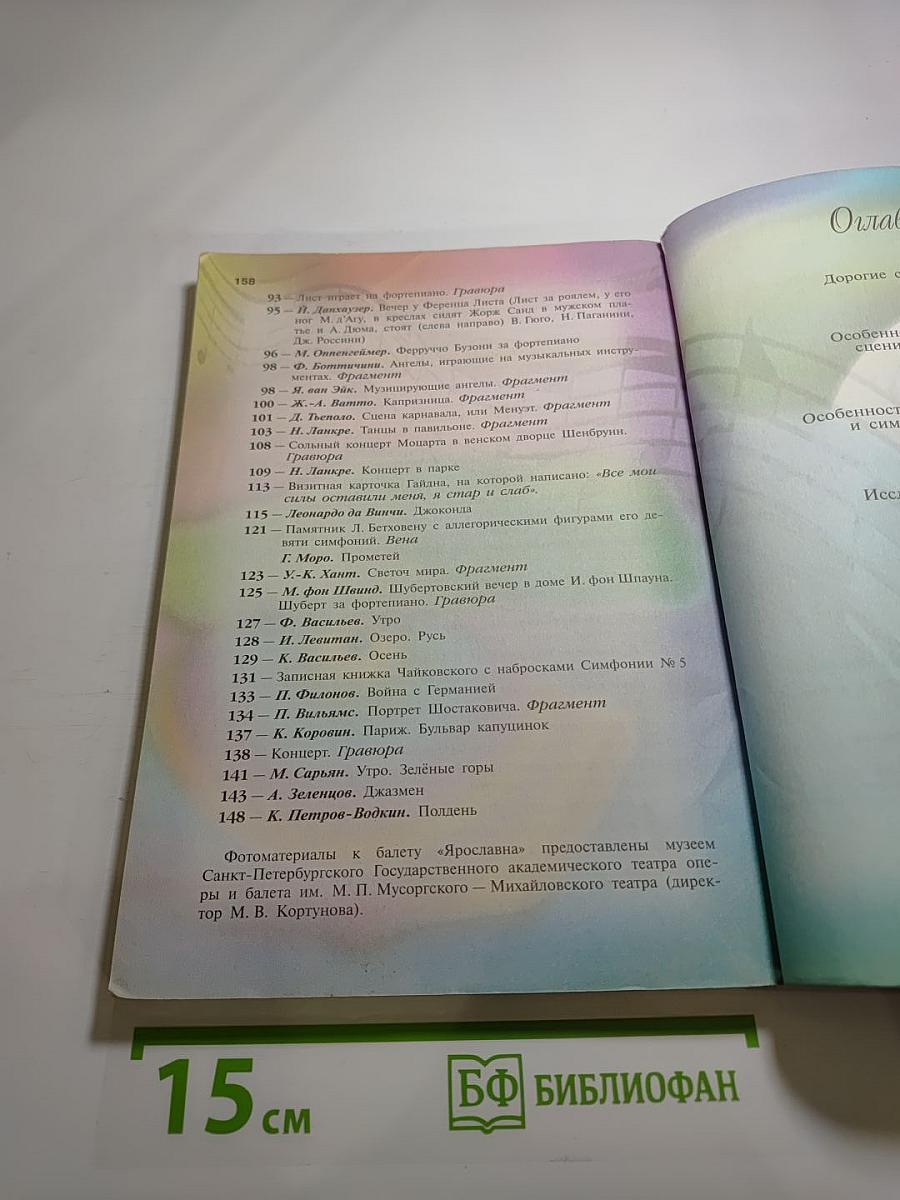 158
93 — Лист играет на фортепиано. Гравюра
95 — Й. Данхаузер. Вечер у Ференца Листа (Лист за роялем, у его
ног М. д'Агу, в креслах сидят Жорж Санд в мужском пла-
тье и А. Дюма, стоят (слева направо) В. Гюго, Н. Паганини,
Дж. Россини)
96 — М. Оппенгеймер. Ферруччо Бузони за фортепиано
98 — Ф. Боттичини. Ангелы, играющие на музыкальных инстру-
ментах. Фрагмент
98 — Я. ван Эйк. Музицирующие ангелы. Фрагмент
100 — Ж.-А. Ватто. Капризница. Фрагмент
101 — Д. Тьеполо. Сцена карнавала, или Менуэт. Фрагмент
103 — Н. Ланкре. Танцы в павильоне. Фрагмент
108 — Сольный концерт Моцарта в венском дворце Шенбрунн.
Гравюра
109 — Н. Ланкре. Концерт в парке
113 — Визитная карточка Гайдна, на которой написано: «Все мои
силы оставили меня, я стар и слаб».
115 — Леонардо да Винчи. Джоконда
121 — Памятник Л. Бетховену с аллегорическими фигурами его де-
вяти симфоний. Вена
Г. Моро. Прометей
123 — У.-К. Хант. Светоч мира. Фрагмент
125 — М. фон Швинд. Шубертовский вечер в доме И. фон Шпауна.
Шуберт за фортепиано. Гравюра
127 — Ф. Васильев. Утро
128 — И. Левитан. Озеро. Русь
129 — К. Васильев. Осень
131 — Записная книжка Чайковского с набросками Симфонии № 5
133 — П. Филонов. Война с Германией
134 — П. Вильямс. Портрет Шостаковича. Фрагмент
137 — К. Коровин. Париж. Бульвар капуцинок
138 — Концерт. Гравюра
141 — М. Сарьян. Утро. Зелёные горы
143 — А. Зеленцов. Джазмен
148 — К. Петров-Водкин. Полдень
Фотоматериалы к балету «Ярославна» предоставлены музеем
Санкт-Петербургского Государственного академического театра опе-
ры и балета им. М. П. Мусоргского — Михайловского театра (дирек-
тор М. В. Кортунова).
Оглав
Дорогие с
Особенн
сцени
Особенност
и сим
Иссл
15 см
БФ БИБЛИОФАН